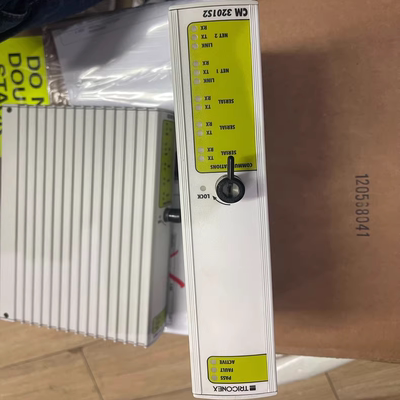 TRICONEX
PASS
FAULT
ACTIVE
LOCK
COMMUNICATIONS
SERIAL
TX
RX
SERIAL
TX
RX
SERIAL
TX
RX
LINK
NET 1 TX
RX
LINK
NET 2 TX
RX
CM 3201S2
120568041
DO N
DOU
STA